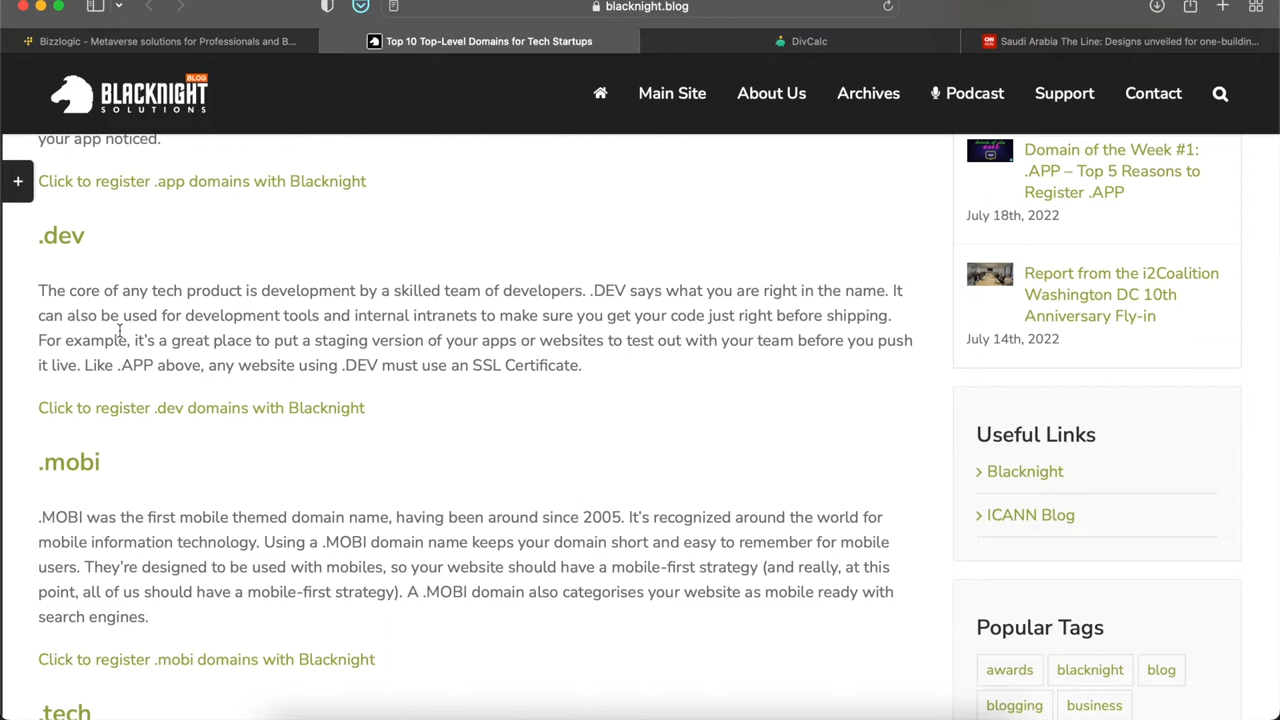 blacknight.blog
Bizzlogic - Metaverse solutions for Professionals and B...
Top 10 Top-Level Domains for Tech Startups
DivCalc
CNN
Saudi Arabia The Line: Designs unveiled for one-buildin...
BLACKNIGHT
BLOG
SOLUTIONS
Main Site
About Us
Archives
Podcast
Support
Contact
your app noticed.
Click to register .app domains with Blacknight
+
.dev
The core of any tech product is development by a skilled team of developers. .DEV says what you are right in the name. It
can also be used for development tools and internal intranets to make sure you get your code just right before shipping.
For example, it's a great place to put a staging version of your apps or websites to test out with your team before you push
it live. Like .APP above, any website using .DEV must use an SSL Certificate.
Click to register .dev domains with Blacknight
.mobi
.MOBI was the first mobile themed domain name, having been around since 2005. It's recognized around the world for
mobile information technology. Using a .MOBI domain name keeps your domain short and easy to remember for mobile
users. They're designed to be used with mobiles, so your website should have a mobile-first strategy (and really, at this
point, all of us should have a mobile-first strategy). A .MOBI domain also categorises your website as mobile ready with
search engines.
Click to register .mobi domains with Blacknight
.tech
Domain of the Week #1:
.APP – Top 5 Reasons to
Register .APP
July 18th, 2022
Report from the i2Coalition
Washington DC 10th
Anniversary Fly-in
July 14th, 2022
Useful Links
> Blacknight
> ICANN Blog
Popular Tags
awards
blacknight
blog
blogging
business